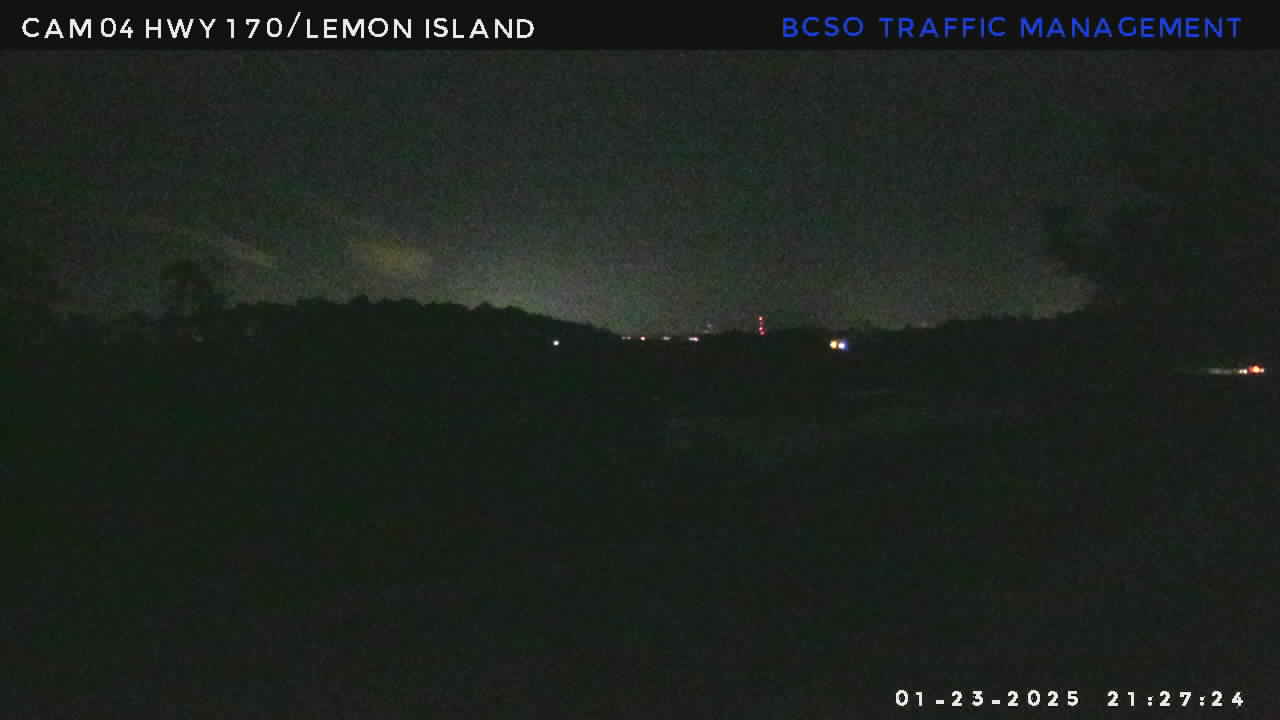 CAM04 HWY 170/LEMON ISLAND
BCSO TRAFFIC MANAGEMENT
01-23-2025 21:27:24